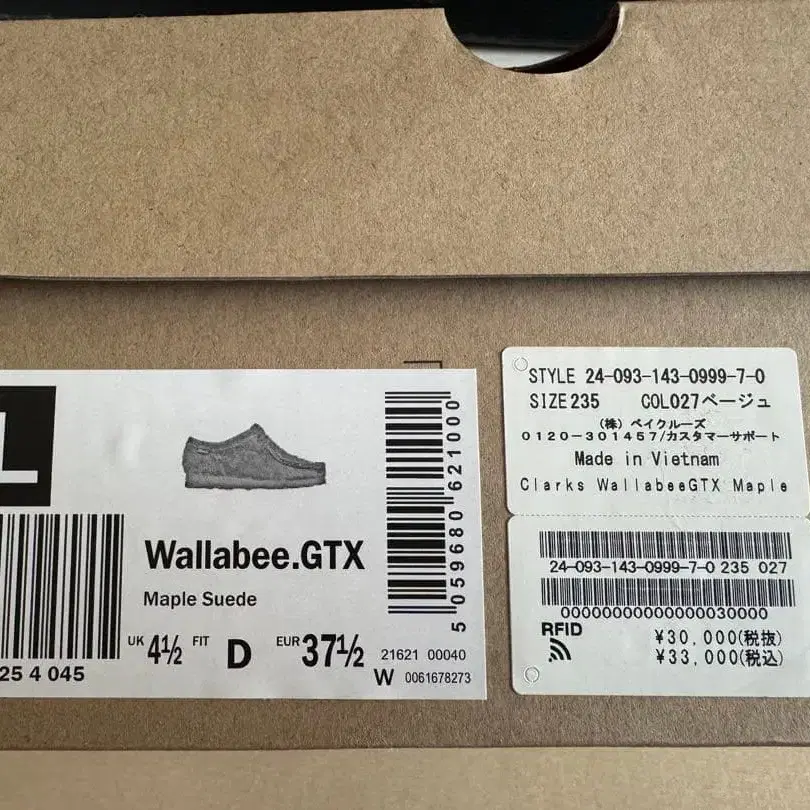 L
25 4 045
Wallabee.GTX
Maple Suede
UK 4½ FIT D EUR 37½
21621 00040
W 0061678273
5 059680 621000
STYLE 24-093-143-0999-7-0
SIZE235 COL027ベージュ
(株) ベイクルーズ
0120-301457/カスタマーサポート
Made in Vietnam
Clarks WallabeeGTX Maple
24-093-143-0999-7-0 235 027
00000000000000030000
RFID
¥30,000(税抜)
¥33,000(税込)